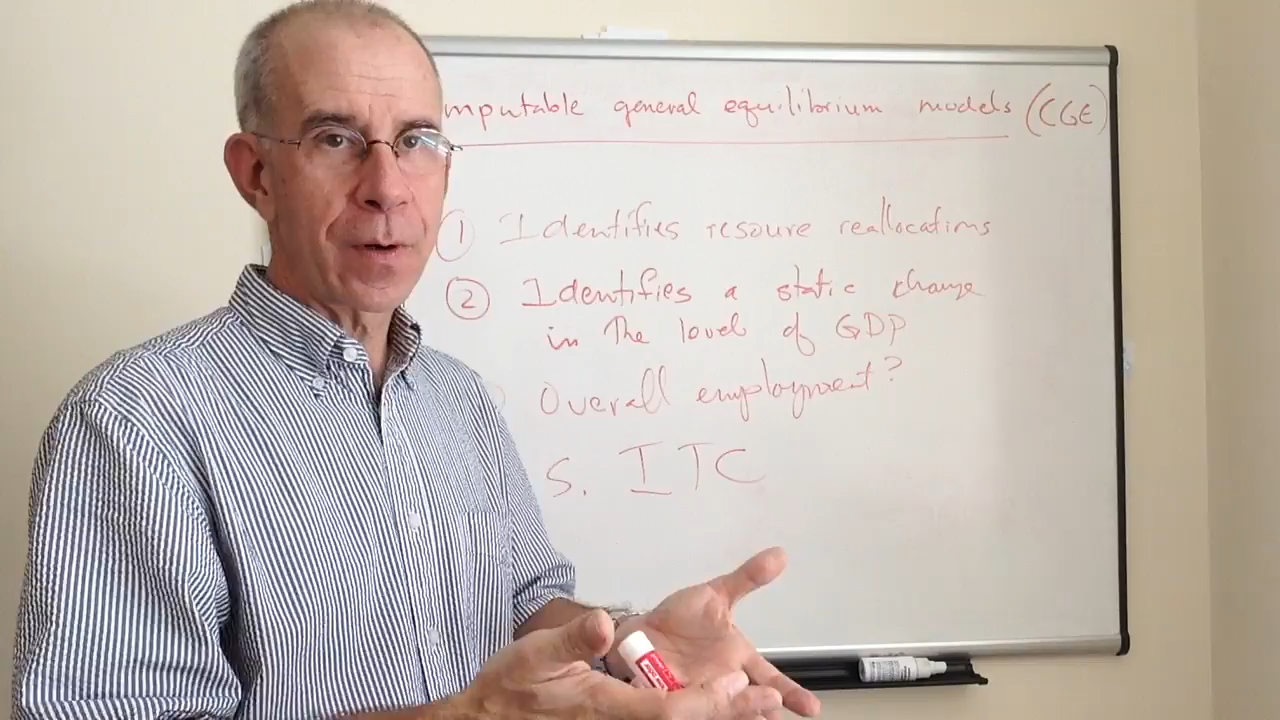 mputable general equilibrium models (CGE)
1 Identifies resoure reallocations
2 Identifies a static change
in the level of GDP
Overall employment?
S. ITC